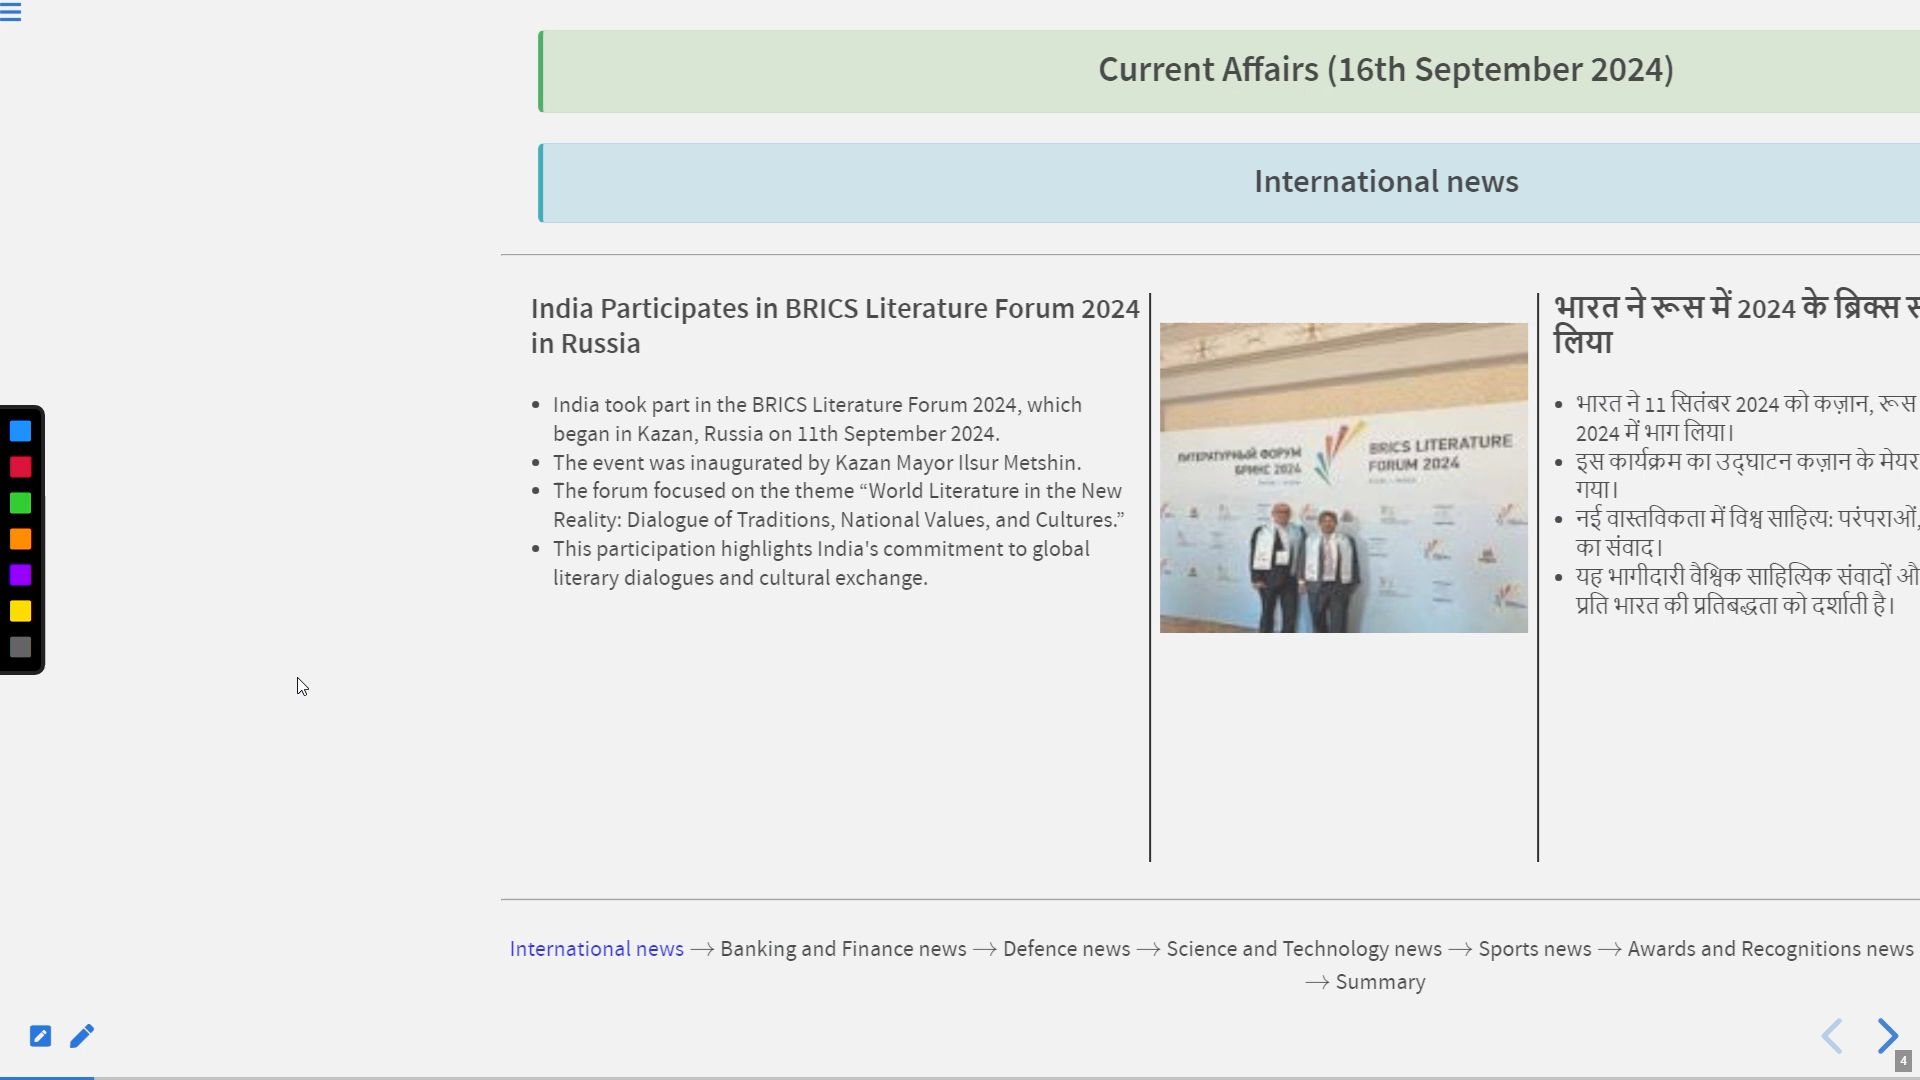 Current Affairs (16th September 2024)
International news
India Participates in BRICS Literature Forum 2024
in Russia
• India took part in the BRICS Literature Forum 2024, which
began in Kazan, Russia on 11th September 2024.
• The event was inaugurated by Kazan Mayor Ilsur Metshin.
• The forum focused on the theme “World Literature in the New
Reality: Dialogue of Traditions, National Values, and Cultures.”
• This participation highlights India's commitment to global
literary dialogues and cultural exchange.
ЛИТЕРАТУРНЫЙ ФОРУМ
БРИКС 2024
BRICS LITERATURE
FORUM 2024
भारत ने रूस में 2024 के ब्रिक्स
लिया
• भारत ने 11 सितंबर 2024 को कज़ान, रूस
2024 में भाग लिया।
• इस कार्यक्रम का उद्घाटन कज़ान के मेयर
गया।
• नई वास्तविकता में विश्व साहित्य: परंपराओं,
का संवाद।
• यह भागीदारी वैश्विक साहित्यिक संवादों
प्रति भारत की प्रतिबद्धता को दर्शाती है।
International news → Banking and Finance news → Defence news → Science and Technology news → Sports news → Awards and Recognitions news
→ Summary
4